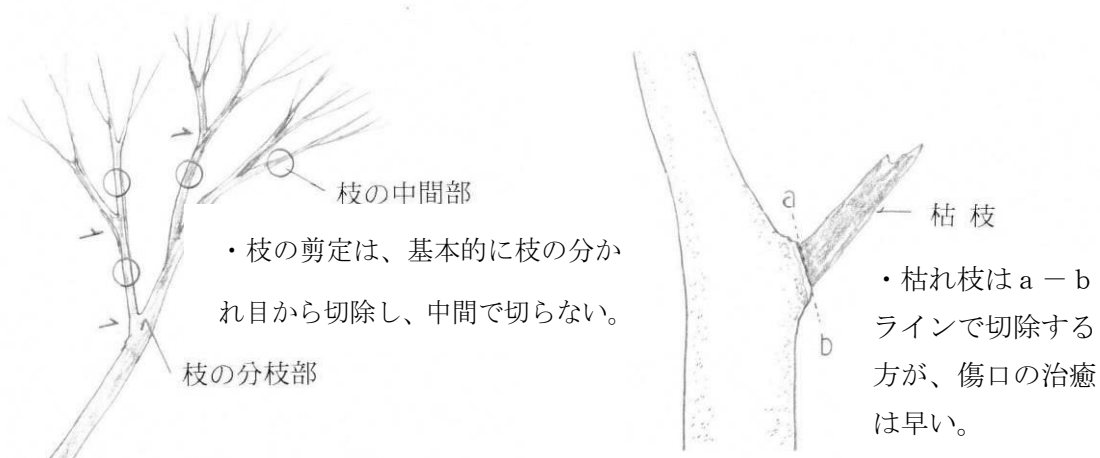 枝の中間部
・枝の剪定は、基本的に枝の分か
れ目から切除し、中間で切らない。
枝の分枝部
a
枯 枝
・枯れ枝はa－b
ラインで切除する
方が、傷口の治癒
は早い。
b